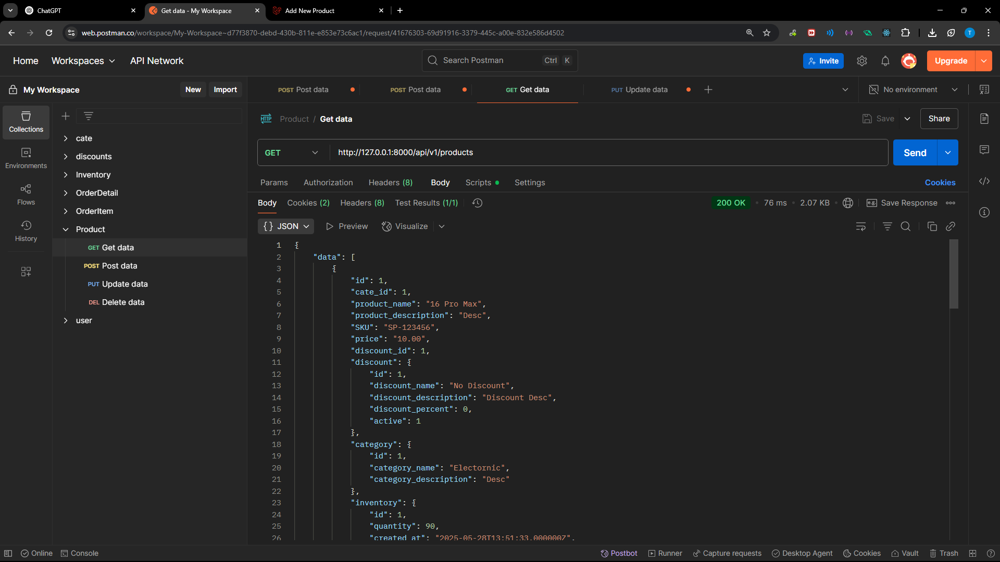 ChatGPT
Get data - My Workspace
Add New Product
web.postman.co/workspace/My-Workspace~d77f3870-debd-430b-811e-e853e73c6ac1/request/41676303-69d91916-3379-445c-a00e-832e586d4502
T
Home
Workspaces
API Network
Search Postman
Ctrl K
Invite
Upgrade
My Workspace
New
Import
POST Post data
POST Post data
GET Get data
PUT Update data
No environment
Collections
Environments
Flows
History
cate
discounts
Inventory
OrderDetail
OrderItem
Product
GET Get data
POST Post data
PUT Update data
DEL Delete data
user
HTTP
Product / Get data
Save
Share
GET
http://127.0.0.1:8000/api/v1/products
Send
Params
Authorization
Headers (8)
Body
Scripts
Settings
Cookies
Body
Cookies (2)
Headers (8)
Test Results (1/1)
200 OK
76 ms
2.07 KB
e.g. Save Response
{} JSON
Preview
Visualize
1 {
2 "data": [
3 {
4 "id": 1,
5 "cate_id": 1,
6 "product_name": "16 Pro Max",
7 "product_description": "Desc",
8 "SKU": "SP-123456",
9 "price": "10.00",
10 "discount_id": 1,
11 "discount": {
12 "id": 1,
13 "discount_name": "No Discount",
14 "discount_description": "Discount Desc",
15 "discount_percent": 0,
16 "active": 1
17 },
18 "category": {
19 "id": 1,
20 "category_name": "Electornic",
21 "category_description": "Desc"
22 },
23 "inventory": {
24 "id": 1,
25 "quantity": 90,
26 "created_at": "2025-05-28T13:51:33.000000Z",
Online
Console
Postbot
Runner
Capture requests
Desktop Agent
Cookies
Vault
Trash